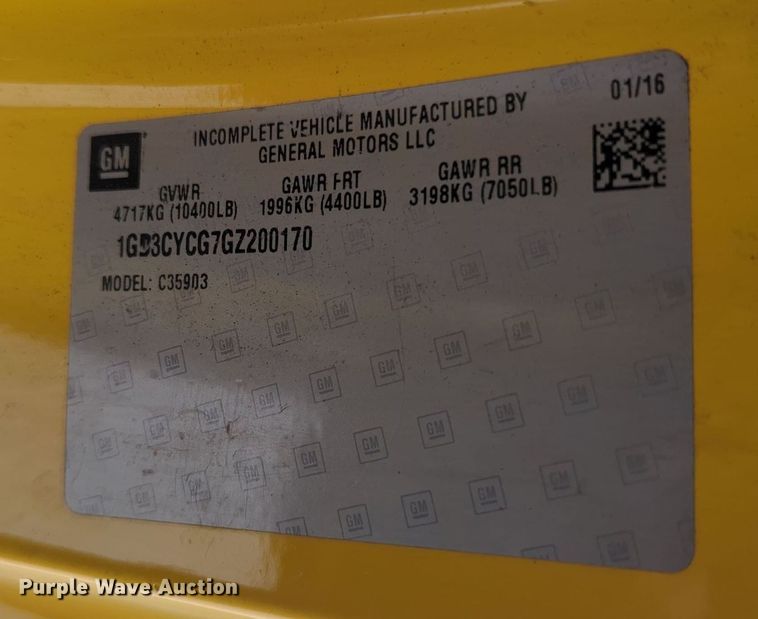 GM
INCOMPLETE VEHICLE MANUFACTURED BY
GENERAL MOTORS LLC
01/16
GVWR GAWR FRT GAWR RR
4717KG (10400LB) 1996KG (4400LB) 3198KG (7050LB)
1GB3CYCG7GZ200170
MODEL: C35903
Purple Wave Auction